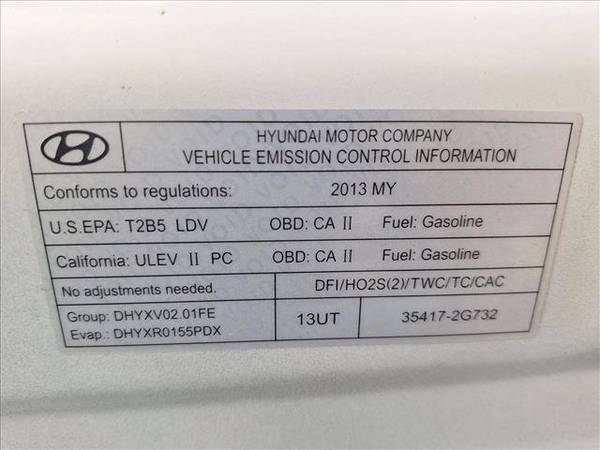 HYUNDAI MOTOR COMPANY
VEHICLE EMISSION CONTROL INFORMATION
Conforms to regulations: 2013 MY
U.S.EPA: T2B5 LDV OBD: CA II Fuel: Gasoline
California: ULEV II PC OBD: CA II Fuel: Gasoline
No adjustments needed. DFI/HO2S(2)/TWC/TC/CAC
Group: DHYXV02.01FE
Evap.: DHYXR0155PDX
13UT
35417-2G732